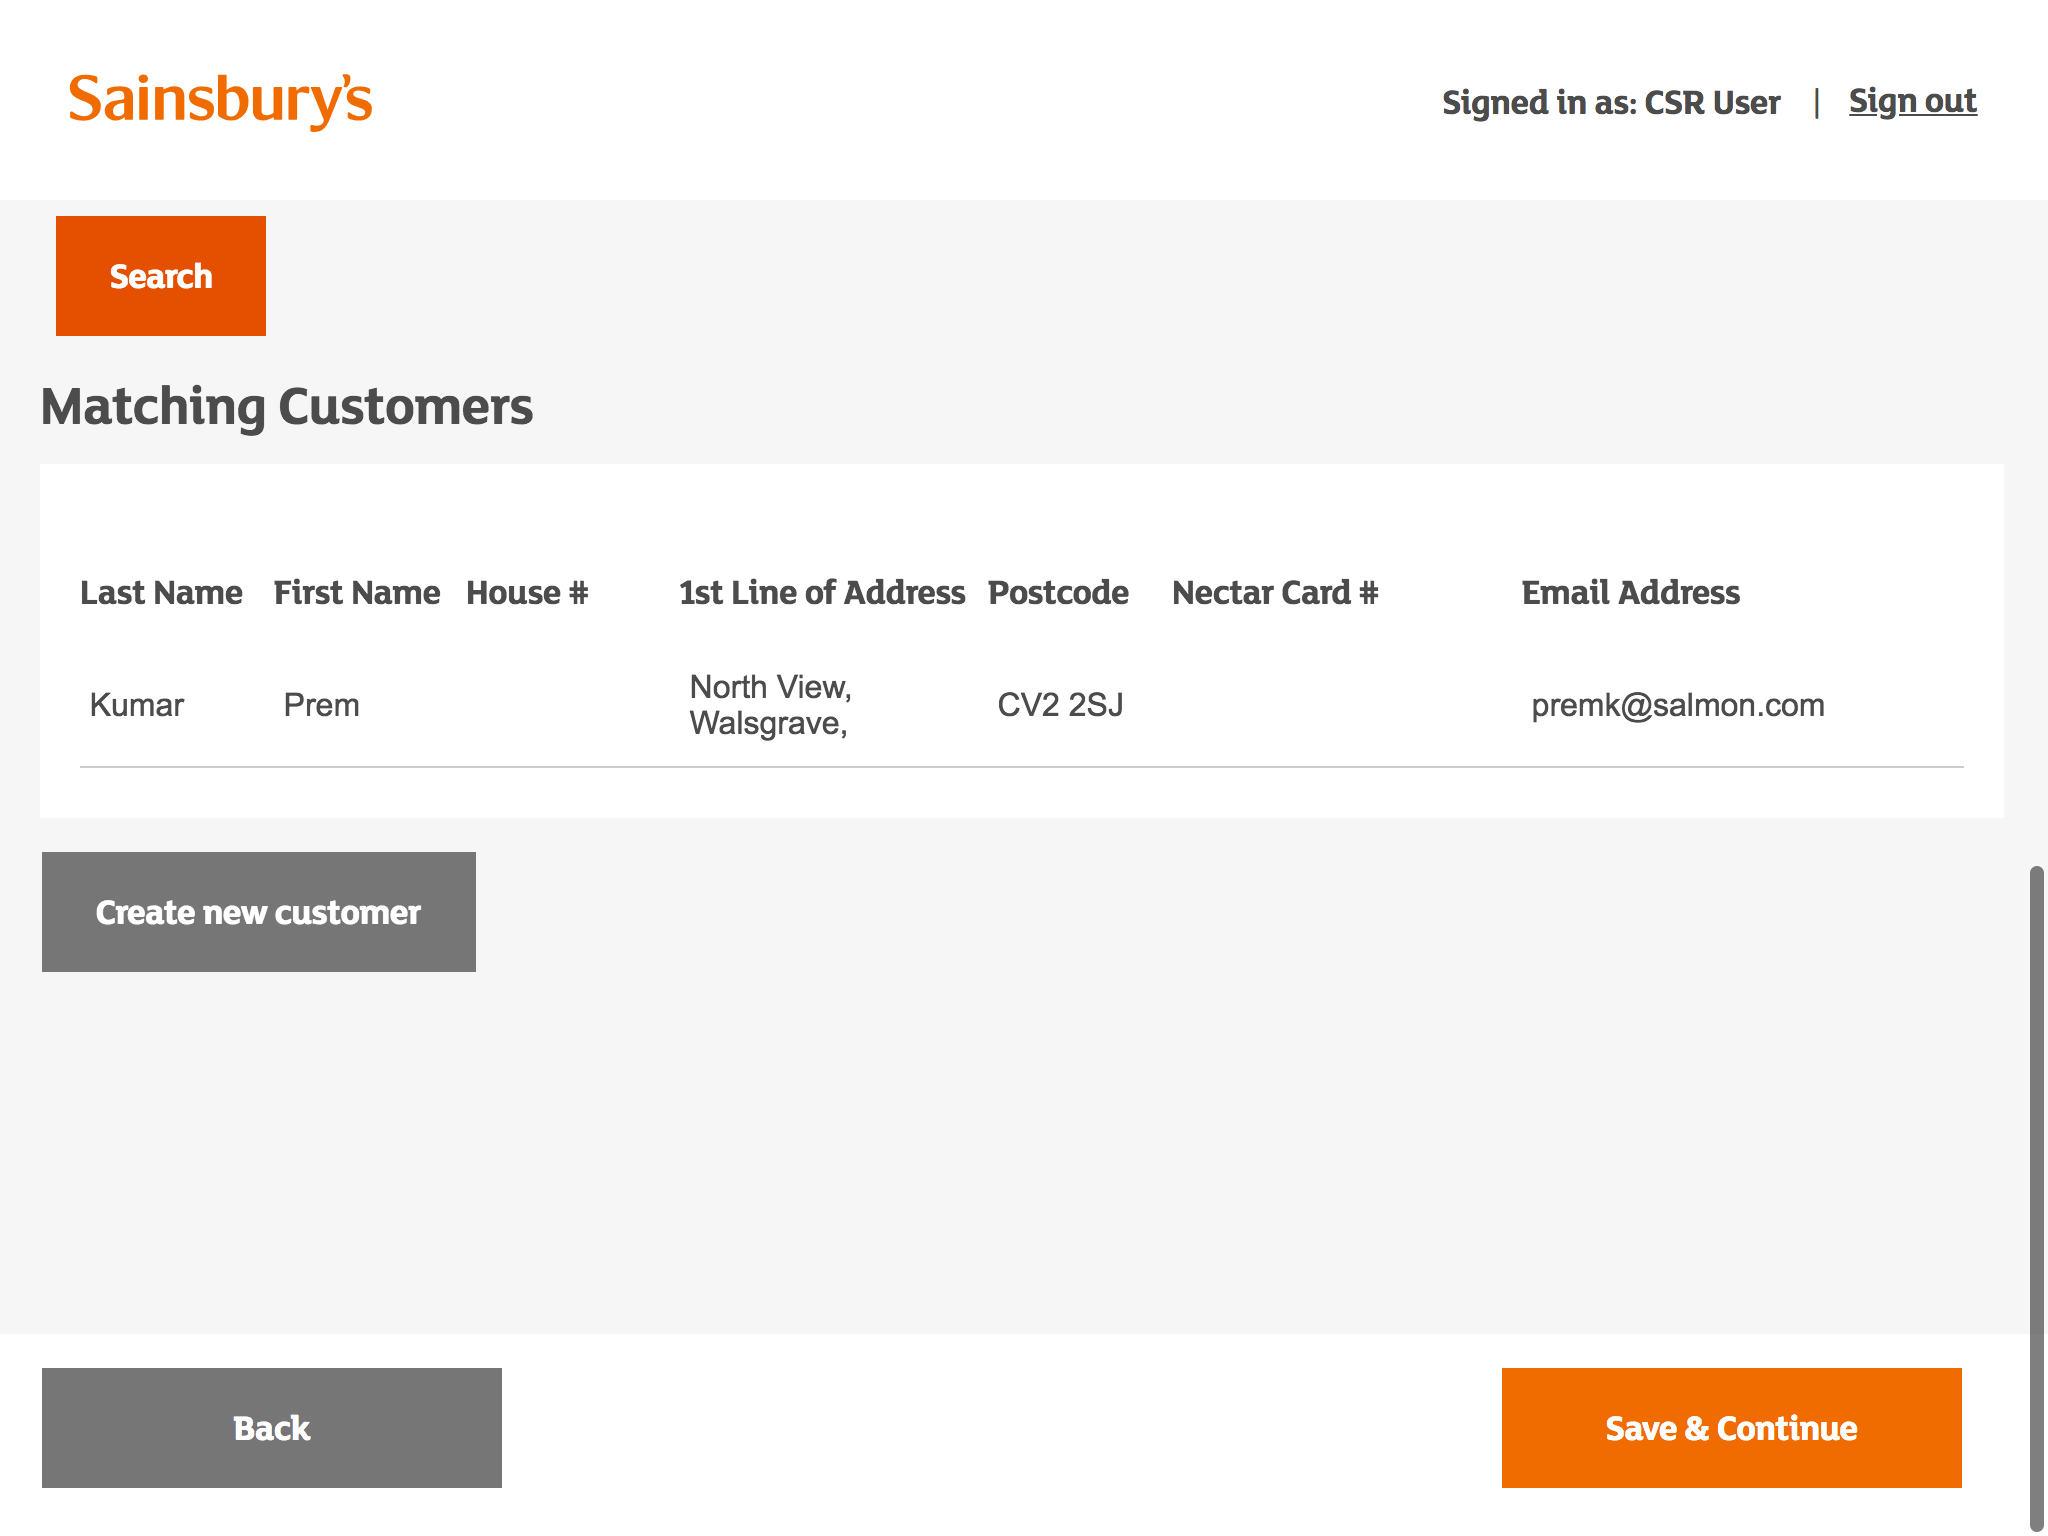 Sainsbury's
Signed in as: CSR User | Sign out
Search
Matching Customers
Last Name First Name House # 1st Line of Address Postcode Nectar Card # Email Address
Kumar Prem North View, Walsgrave, CV2 2SJ premk@salmon.com
Create new customer
Back
Save & Continue